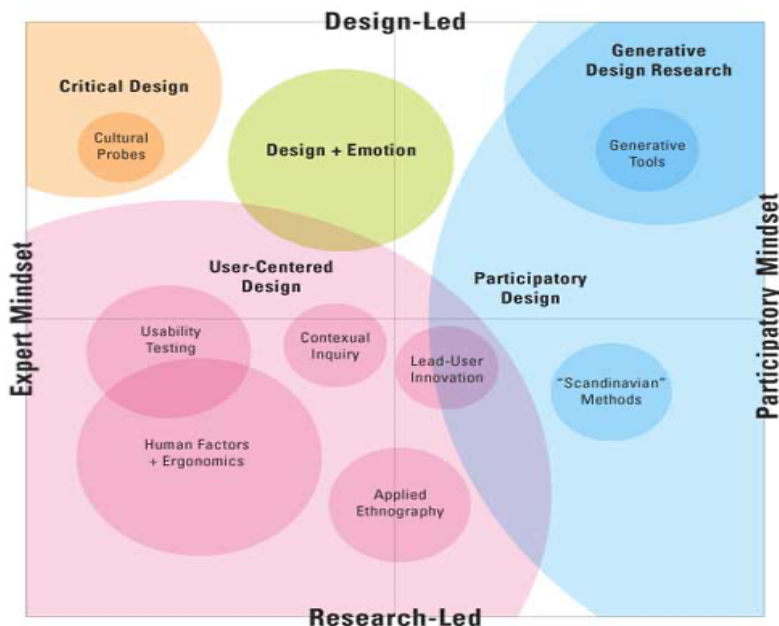 Design-Led
Generative
Design Research
Critical Design
Cultural
Probes
Design + Emotion
Generative
Tools
Expert Mindset
User-Centered
Design
Participatory
Design
Participatory Mindset
Usability
Testing
Contexual
Inquiry
Lead-User
Innovation
“Scandinavian”
Methods
Human Factors
+ Ergonomics
Applied
Ethnography
Research-Led